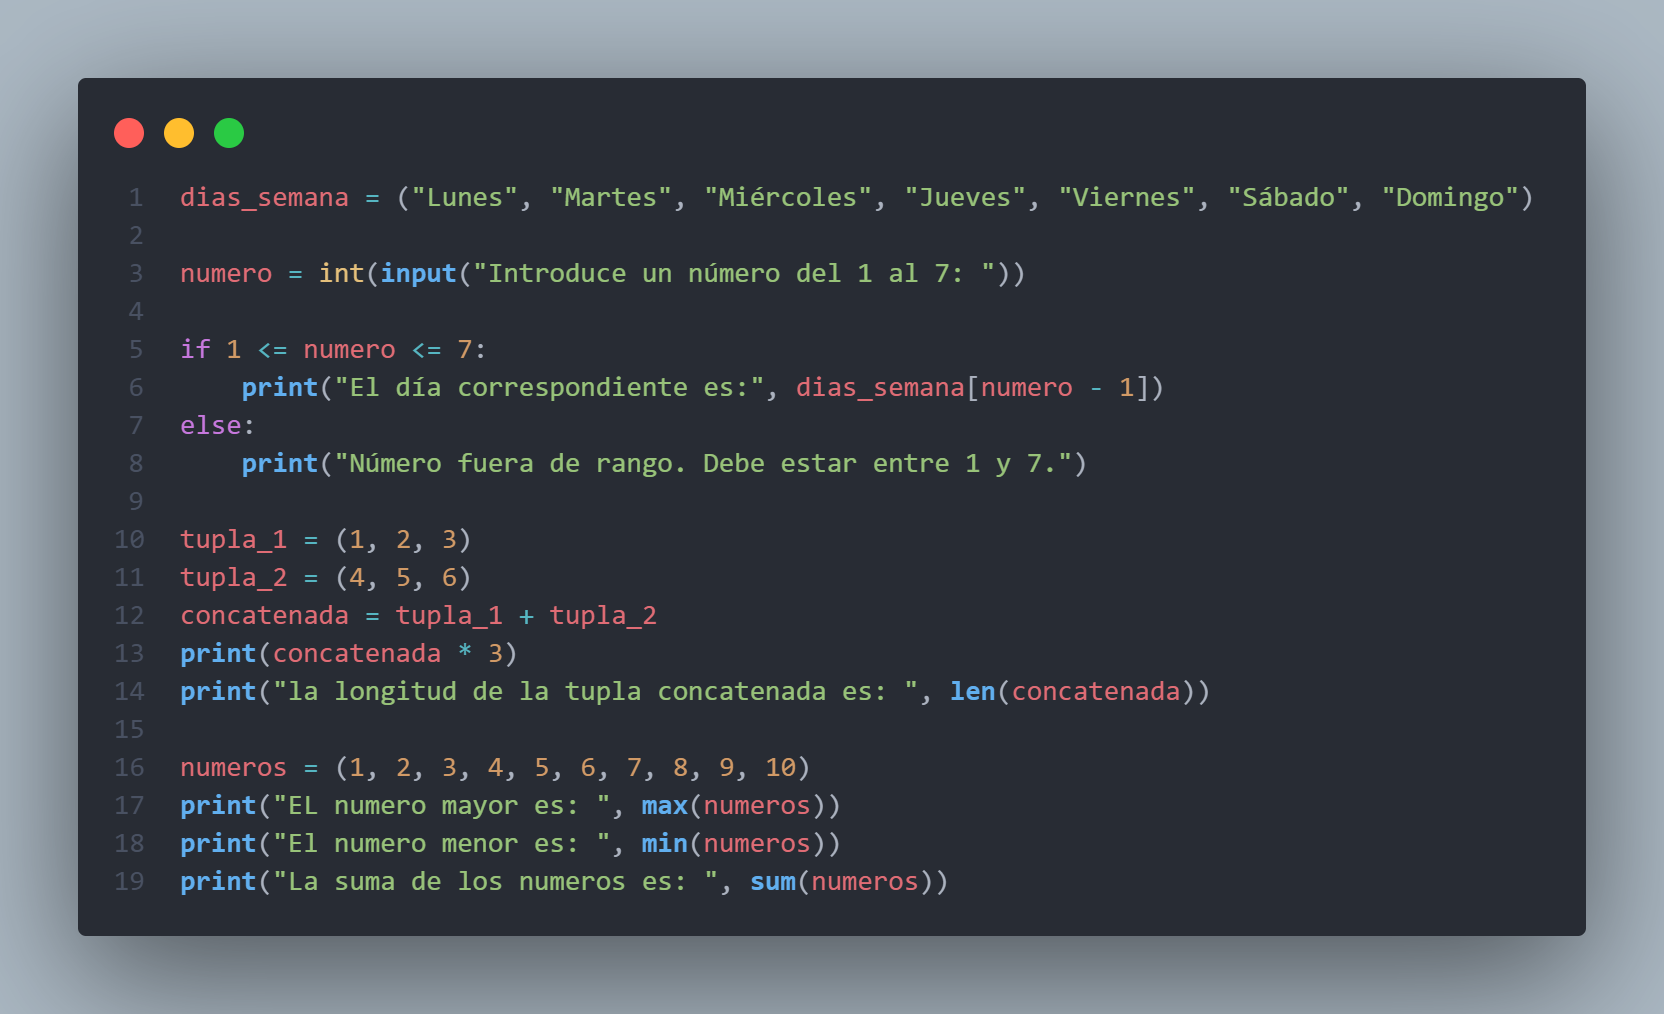 1 dias_semana = ("Lunes", "Martes", "Miércoles", "Jueves", "Viernes", "Sábado", "Domingo")
2
3 numero = int(input("Introduce un número del 1 al 7: "))
4
5 if 1 <= numero <= 7:
6     print("El día correspondiente es:", dias_semana[numero - 1])
7 else:
8     print("Número fuera de rango. Debe estar entre 1 y 7.")
9
10 tupla_1 = (1, 2, 3)
11 tupla_2 = (4, 5, 6)
12 concatenada = tupla_1 + tupla_2
13 print(concatenada * 3)
14 print("la longitud de la tupla concatenada es: ", len(concatenada))
15
16 numeros = (1, 2, 3, 4, 5, 6, 7, 8, 9, 10)
17 print("EL numero mayor es: ", max(numeros))
18 print("El numero menor es: ", min(numeros))
19 print("La suma de los numeros es: ", sum(numeros))